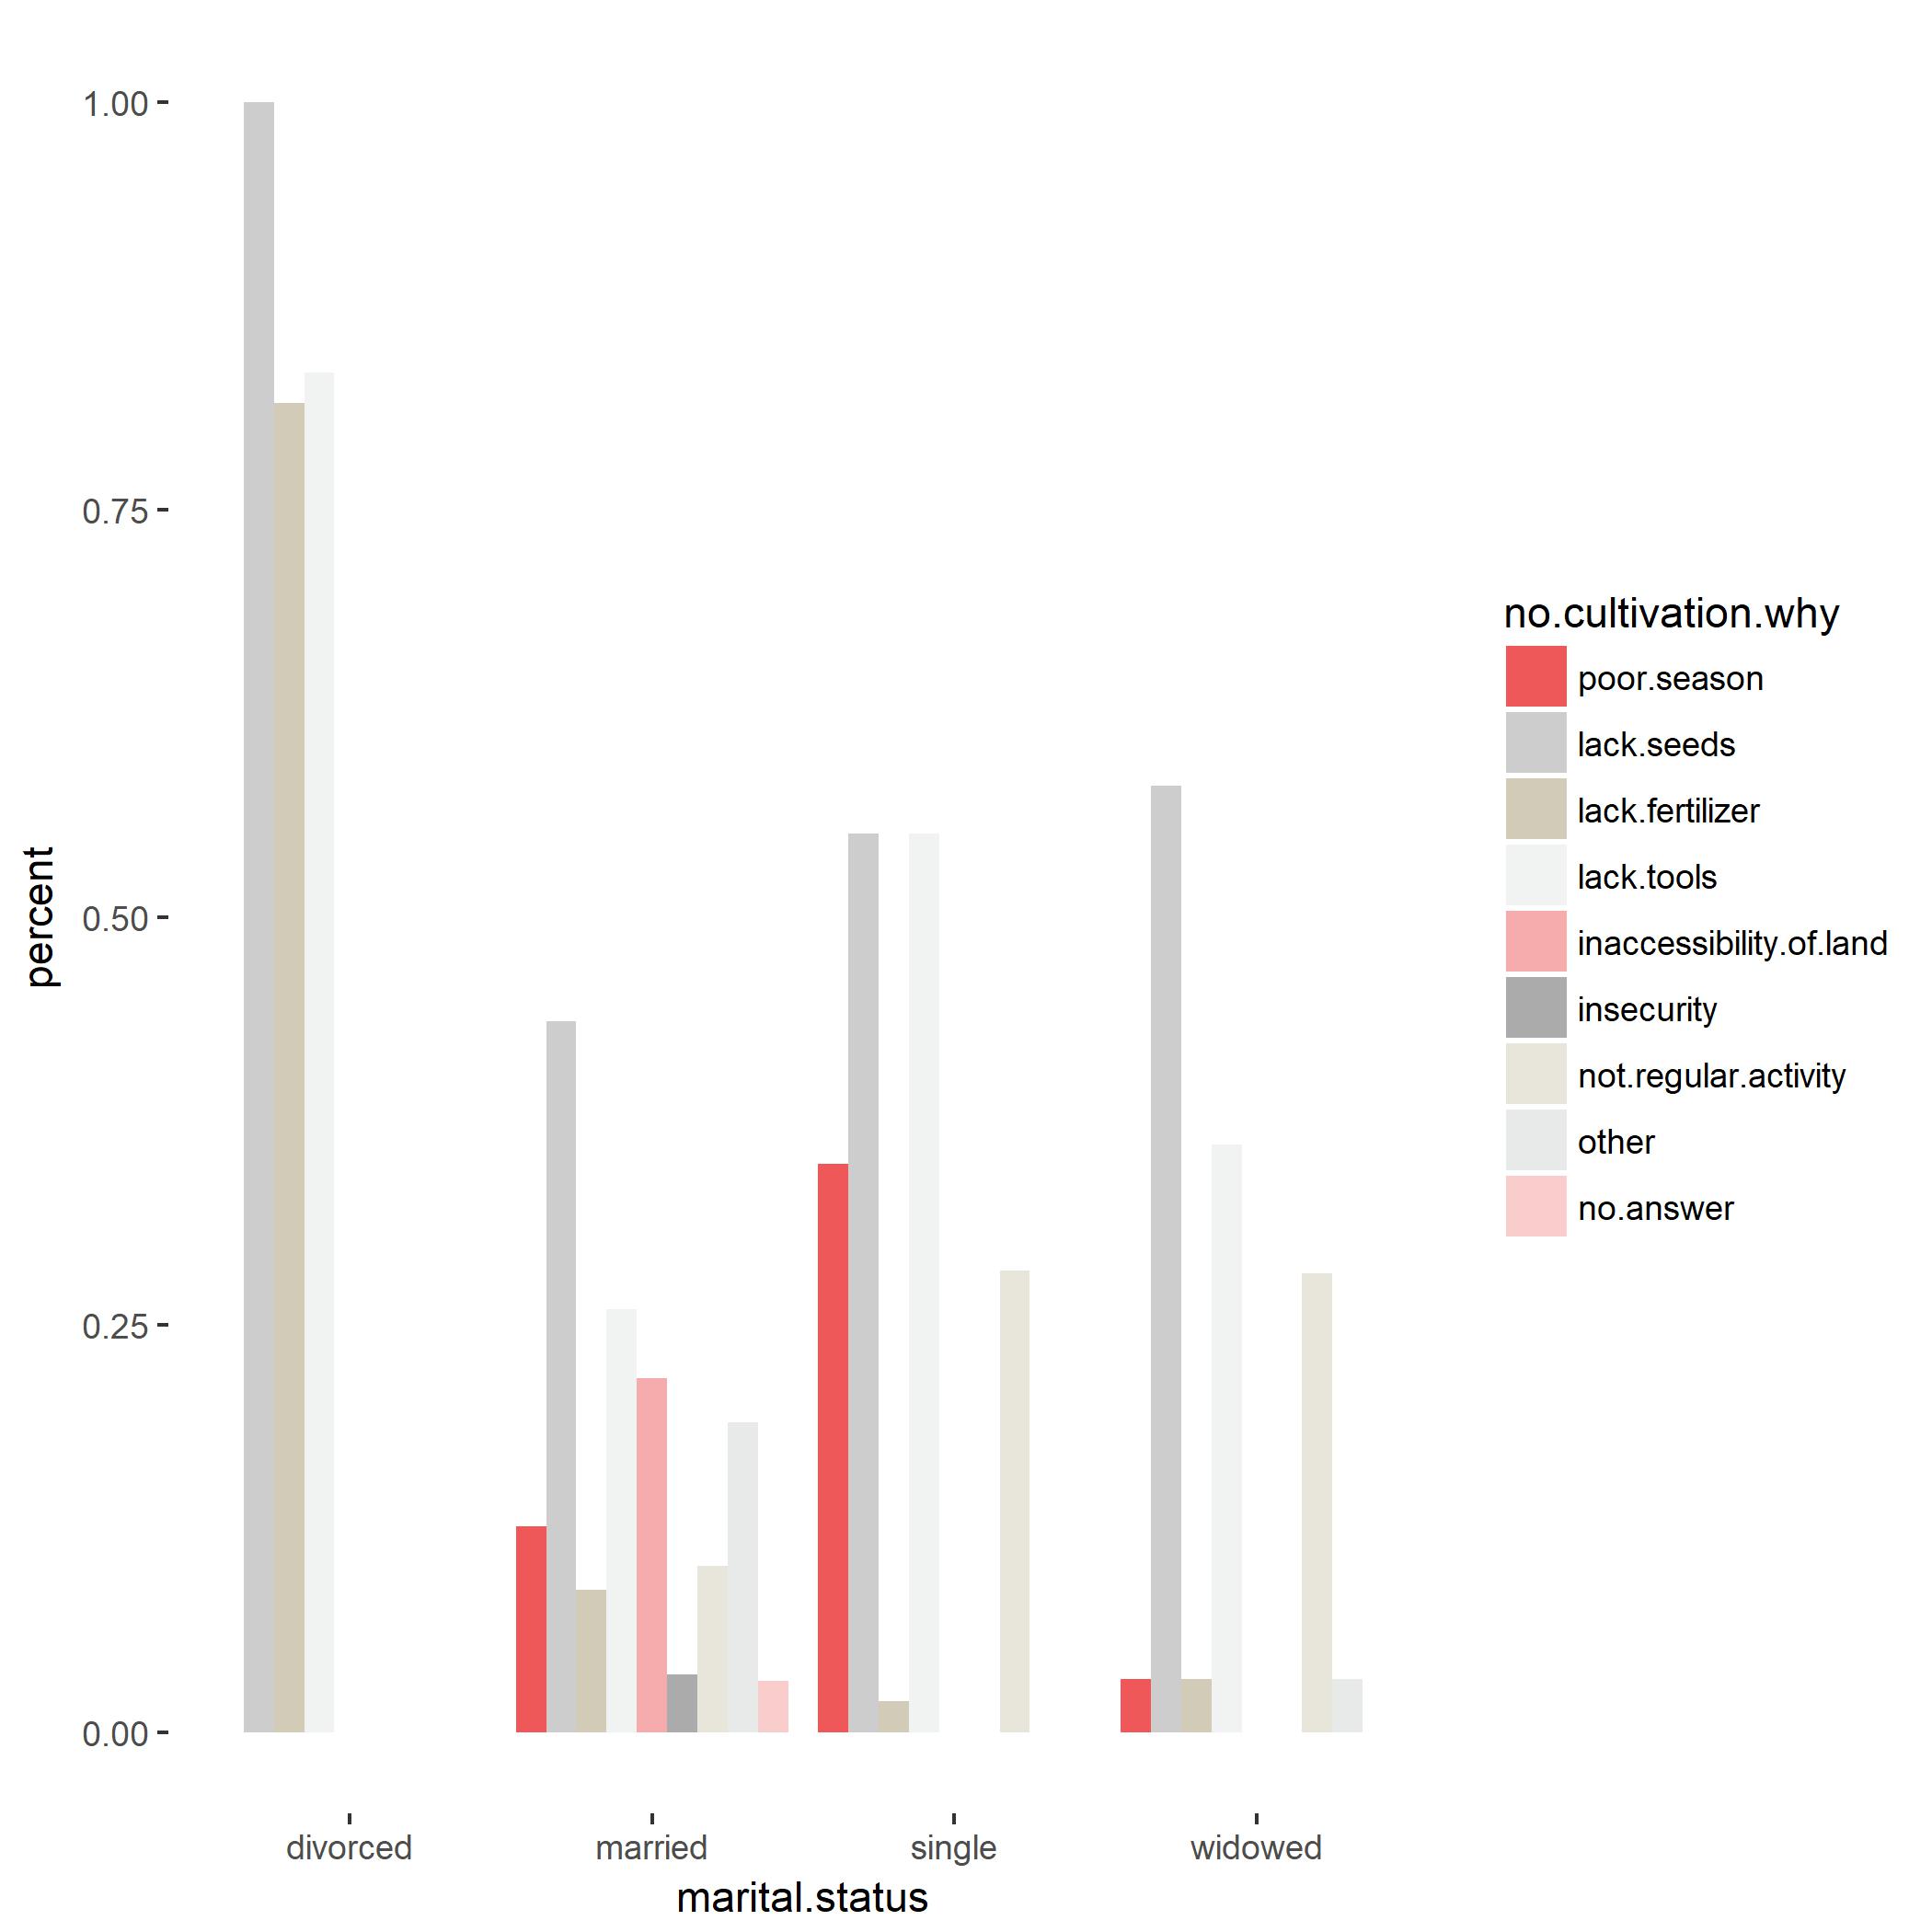 1.00
0.75
0.50
0.25
0.00
percent
divorced
married
single
widowed
marital.status
no.cultivation.why
poor.season
lack.seeds
lack.fertilizer
lack.tools
inaccessibility.of.land
insecurity
not.regular.activity
other
no.answer